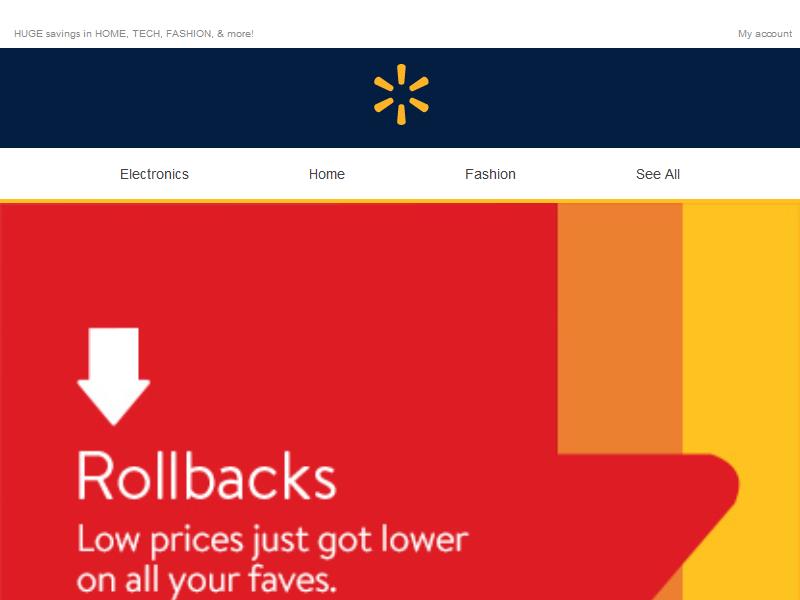 HUGE savings in HOME, TECH, FASHION, & more!
My account
Electronics
Home
Fashion
See All
Rollbacks
Low prices just got lower
on all your faves.